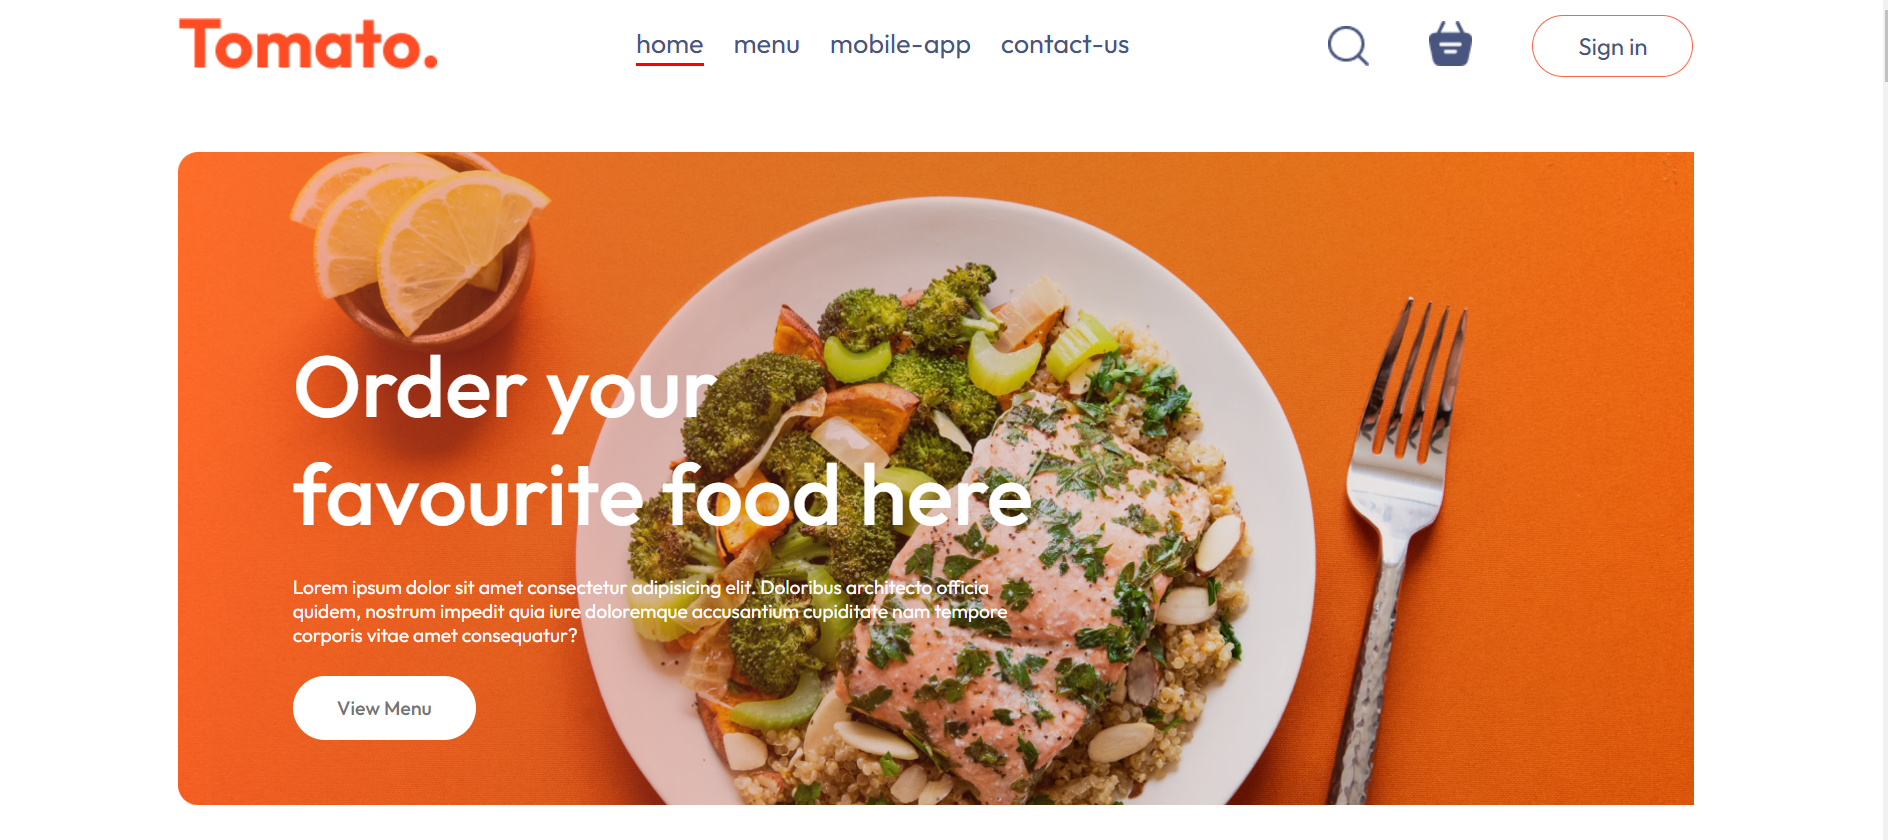 Tomato.
home menu mobile-app contact-us
Sign in
Order your
favourite food here
Lorem ipsum dolor sit amet consectetur adipisicing elit. Doloribus architecto officia
quidem, nostrum impedit quia iure doloremque accusantium cupiditate nam tempore
corporis vitae amet consequatur?
View Menu